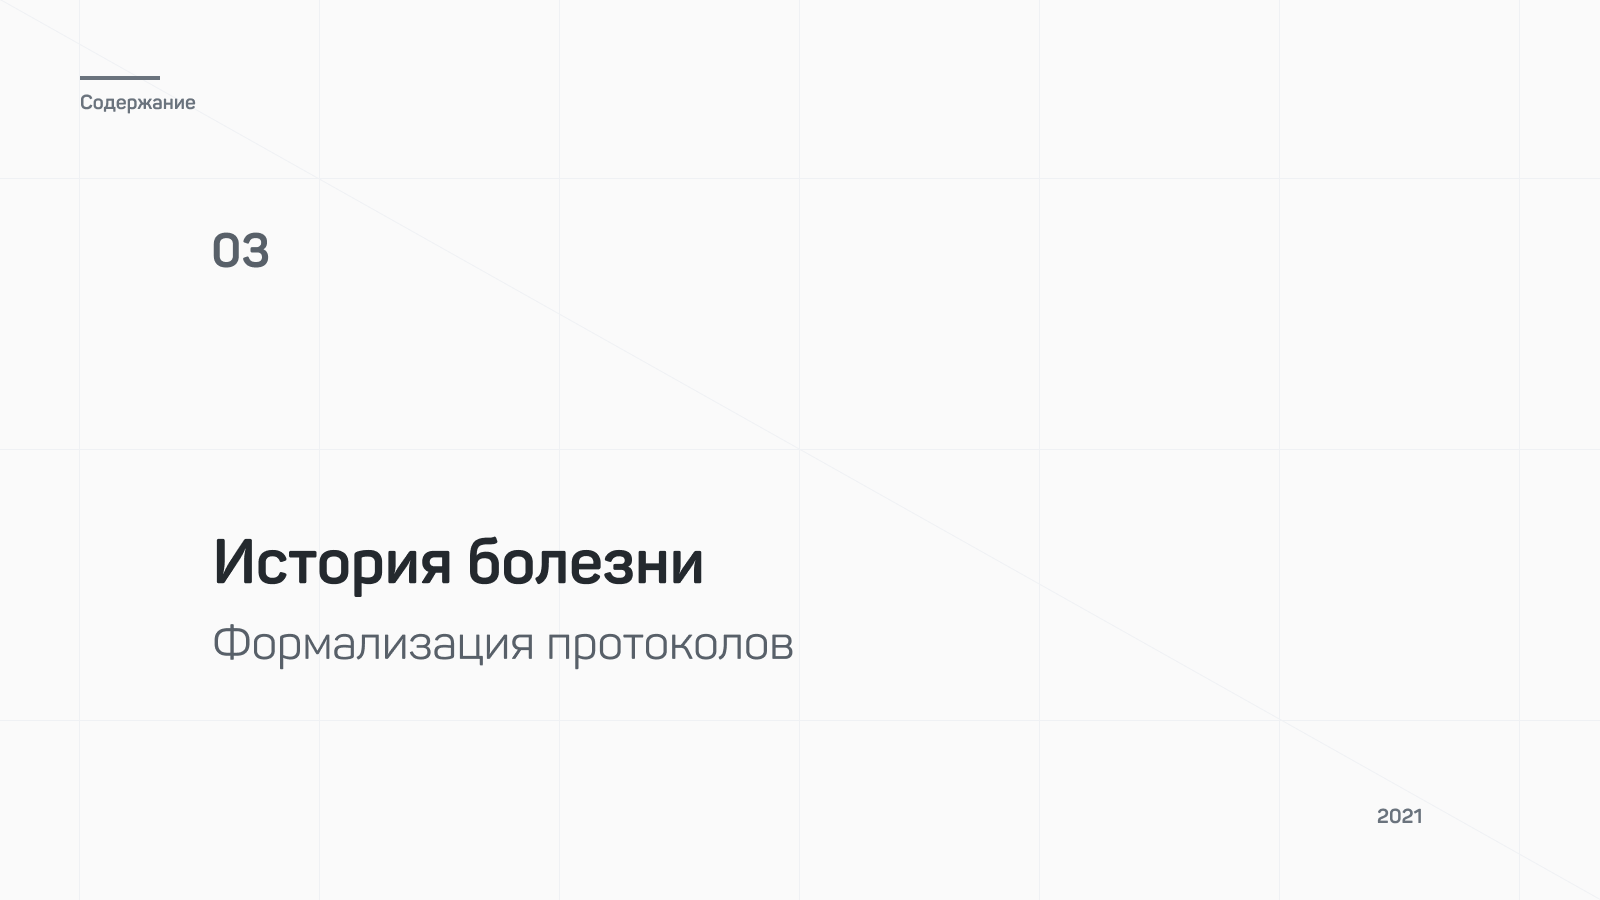 Содержание
03
История болезни
Формализация протоколов
2021